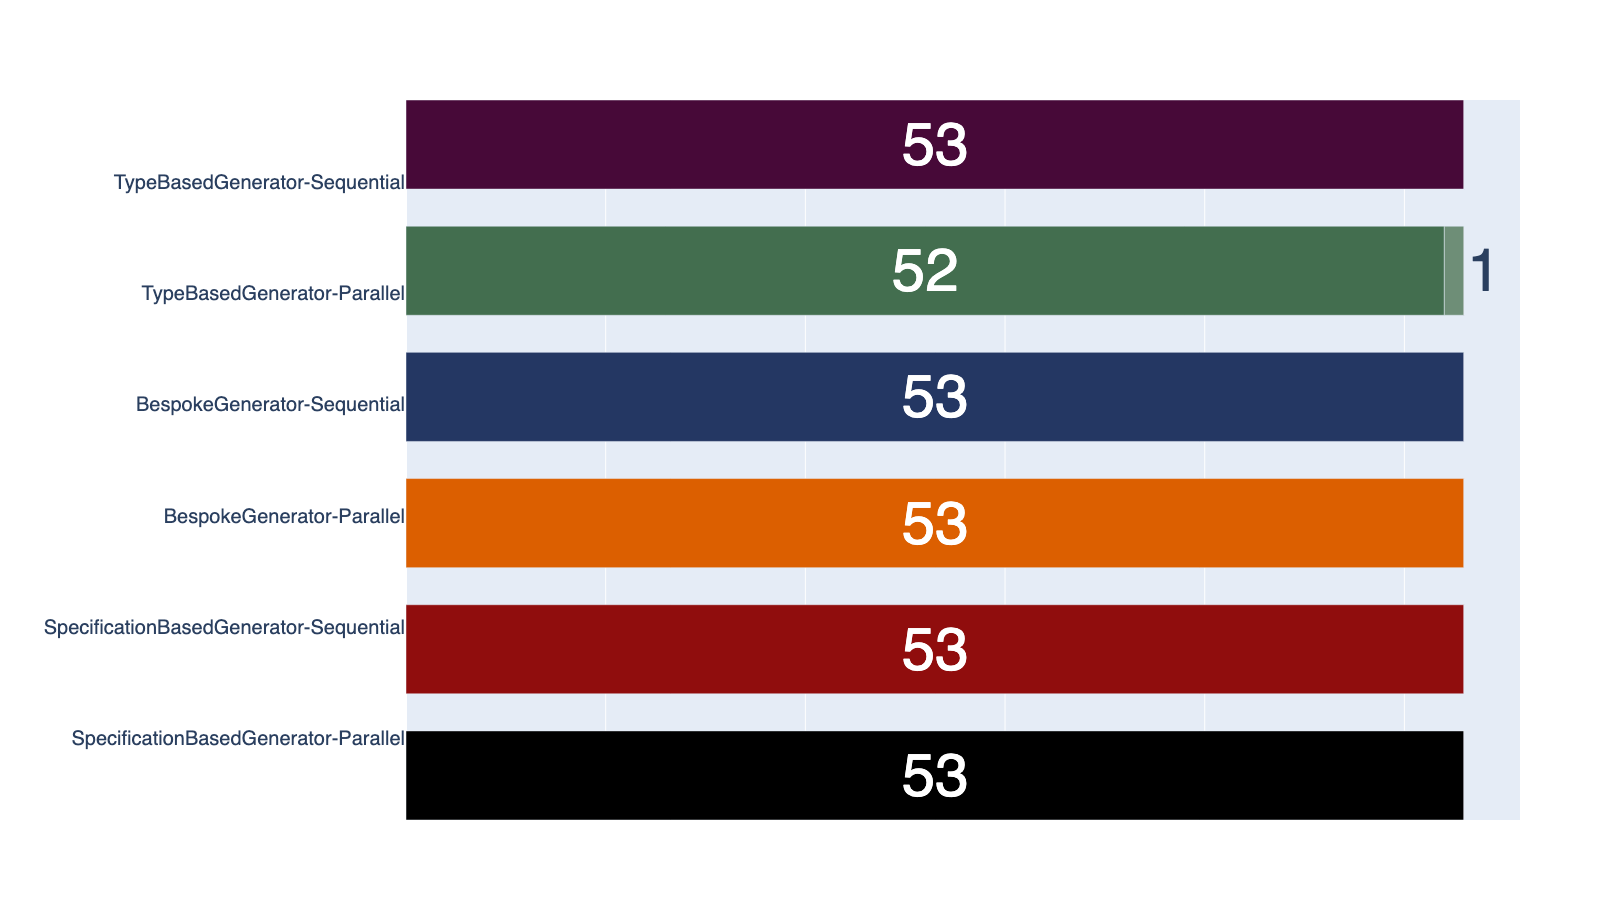 53
TypeBasedGenerator-Sequential
52 1
TypeBasedGenerator-Parallel
53
BespokeGenerator-Sequential
53
BespokeGenerator-Parallel
53
SpecificationBasedGenerator-Sequential
SpecificationBasedGenerator-Parallel
53